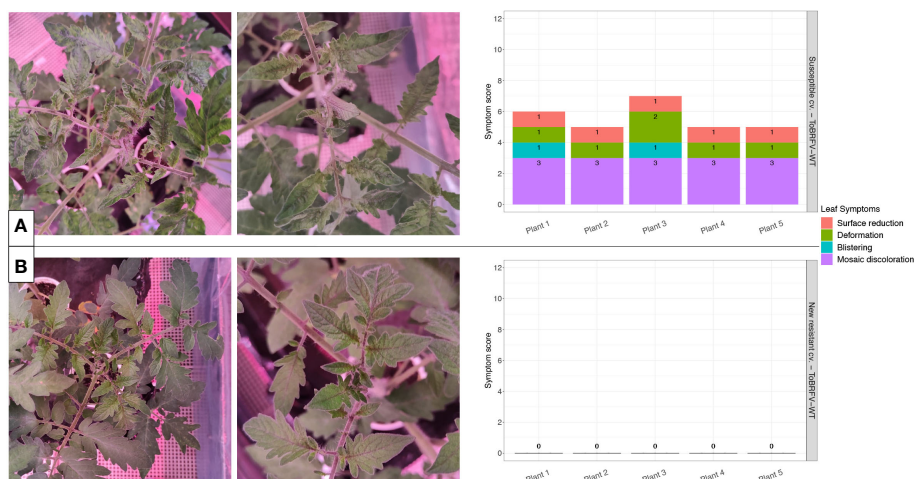 12
10
8
6
4
2
0
Symptom score
1
1
1
3
1
1
3
1
2
1
3
1
1
3
1
1
3
Plant 1
Plant 2
Plant 3
Plant 4
Plant 5
Susceptible cv. – ToBRFV–WT
A
B
Leaf Symptoms
Surface reduction
Deformation
Blistering
Mosaic discoloration
12
10
8
6
4
2
0
Symptom score
0
0
0
0
0
Plant 1
Plant 2
Plant 3
Plant 4
Plant 5
New resistant cv. – ToBRFV–WT